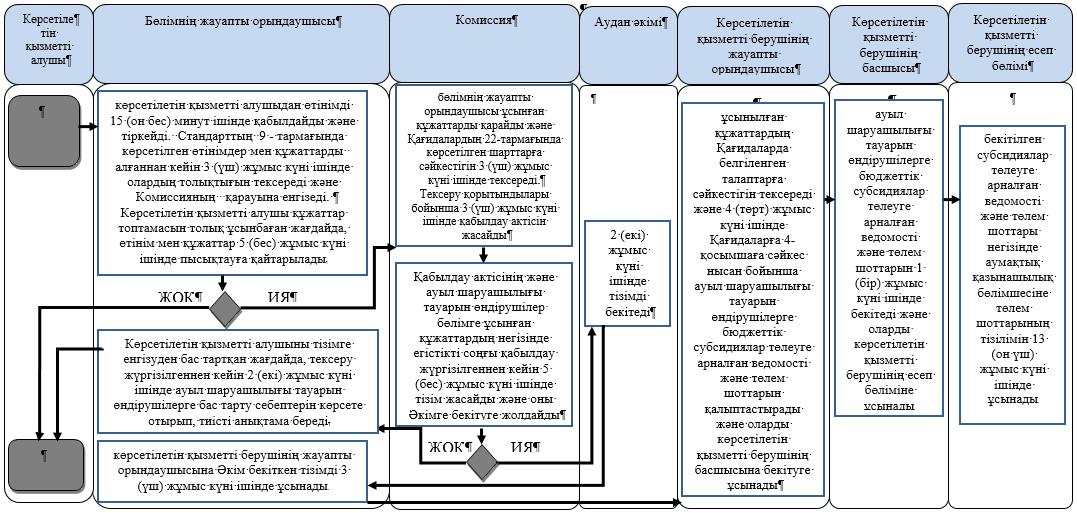 Көрсетіле
тін
қызметті
алушы¶
Бөлімнің жауапты орындаушысы¶
Комиссия¶
¶
Аудан әкімі¶
Көрсетілетін
қызметті берушінің
жауапты
орындаушысы¶
Көрсетілетін
қызметті
берушінің
басшысы¶
Көрсетілетін
қызметті
берушінің есеп
бөлімі¶
¶
көрсетілетін қызметті алушыдан өтінімді
15 (он бес) минут ішінде қабылдайды және
тіркейді. Стандарттың 9 - тармағында
көрсетілген өтінімдер мен құжаттарды
алғаннан кейін 3 (үш) жұмыс күні ішінде
олардың толықтығын тексереді және
Комиссияның қарауына енгізеді. ¶
Көрсетілетін қызметті алушы құжаттар
топтамасын толық ұсынбаған жағдайда,
өтінім мен құжаттар 5 (бес) жұмыс күні
ішінде пысықтауға қайтарылады.
ЖОҚ¶
ИЯ¶
Көрсетілетін қызметті алушыны тізімге
енгізуден бас тартқан жағдайда, тексеру
жүргізілгеннен кейін 2 (екі) жұмыс күні
ішінде ауыл шаруашылығы тауарын
өндірушілерге бас тарту себептерін көрсете
отырып, тиісті анықтама береді.
¶
көрсетілетін қызметті берушінің жауапты
орындаушысына Әкім бекіткен тізімді 3
(үш) жұмыс күні ішінде ұсынады.
бөлімнің жауапты
орындаушысы ұсынған
құжаттарды қарайды және
Қағидалардың 22-тармағында
көрсетілген шарттарға
сәйкестігін 3 (үш) жұмыс
күні ішінде тексереді.¶
Тексеру қорытындылары
бойынша 3 (үш) жұмыс күні
ішінде қабылдау актісін
жасайды¶
Қабылдау актісінің және
ауыл шаруашылығы
тауарын өндірушілер
бөлімге ұсынған
құжаттардың негізінде
егістікті соңғы қабылдау
жүргізілгеннен кейін 5
(бес) жұмыс күні ішінде
тізім жасайды және оны
Әкімге бекітуге жолдайды¶
ЖОҚ¶
ИЯ¶
¶
2 (екі)
жұмыс
күні
ішінде
тізімді
бекітеді¶
¶
ұсынылған
құжаттардың
Қағидаларда
белгіленген
талаптарға
сәйкестігін тексереді
және 4 (төрт) жұмыс
күні ішінде
Қағидаларға 4-
қосымшаға сәйкес
нысан бойынша
ауыл шаруашылығы
тауарын
өндірушілерге
бюджеттік
субсидиялар төлеуге
арналған ведомості
және төлем
шоттарын
қалыптастырады
және оларды
көрсетілетін
қызметті берушінің
басшысына бекітуге
ұсынады¶
¶
ауыл
шаруашылығы
тауарын
өндірушілерге
бюджеттік
субсидиялар
төлеуге
арналған
ведомості
және төлем
шоттарын 1
(бір) жұмыс
күні ішінде
бекітеді және
оларды
көрсетілетін
қызметті
берушінің есеп
бөліміне
ұсынады
¶
бекітілген
субсидиялар
төлеуге
арналған
ведомості
және төлем
шоттары
негізінде
аумақтық
қазынашылық
бөлімшесіне
төлем
шоттарының
тізілімін 13
(он үш)
жұмыс күні
ішінде
ұсынады